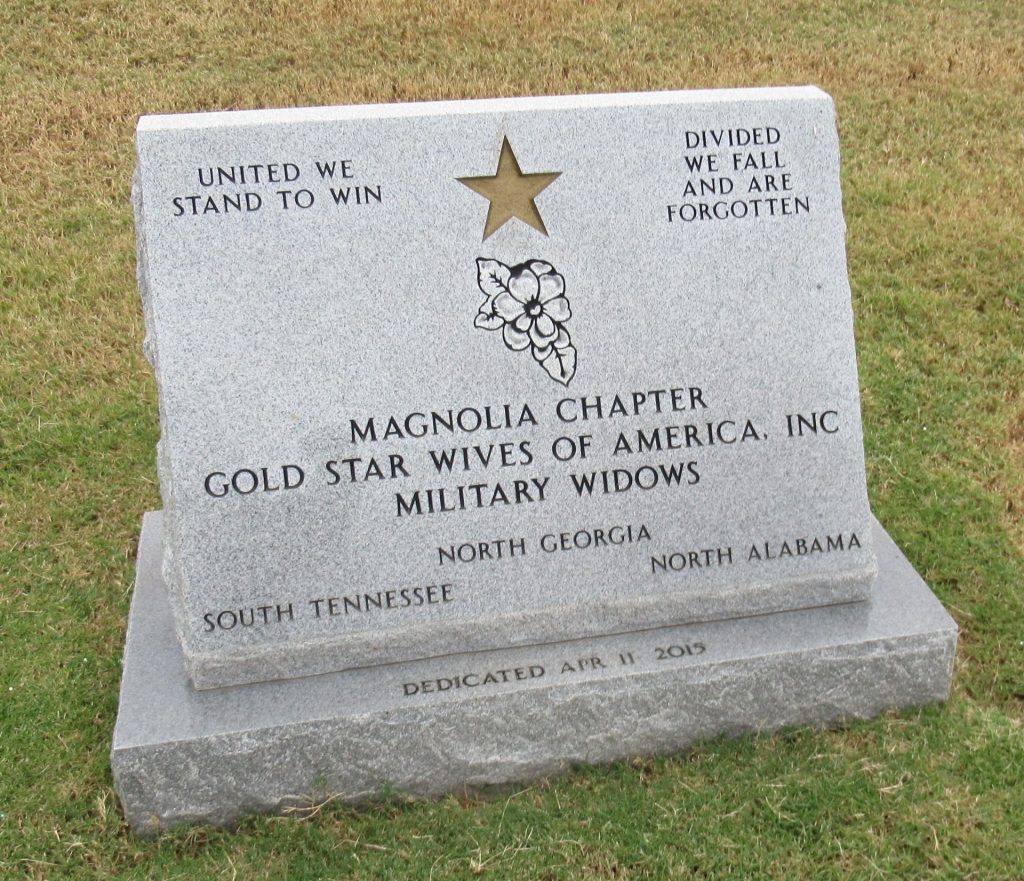 UNITED WE
STAND TO WIN
DIVIDED
WE FALL
AND ARE
FORGOTTEN
MAGNOLIA CHAPTER
GOLD STAR WIVES OF AMERICA, INC
MILITARY WIDOWS
NORTH GEORGIA
NORTH ALABAMA
SOUTH TENNESSEE
DEDICATED APR 11 2015